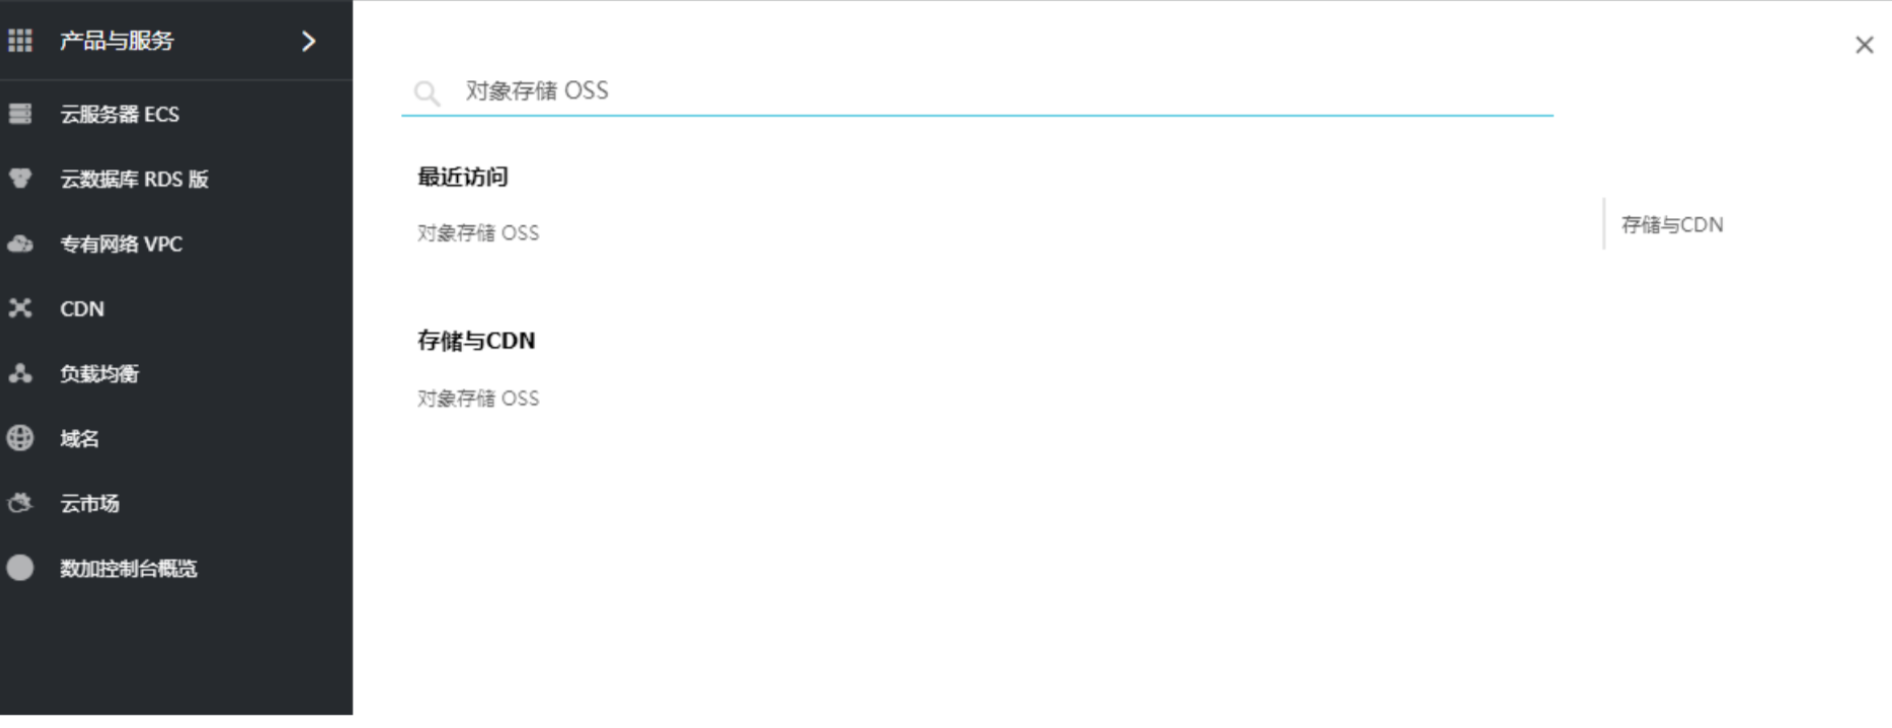 产品与服务
云服务器 ECS
云数据库 RDS 版
专有网络 VPC
CDN
负载均衡
域名
云市场
数加控制台概览
对象存储 OSS
最近访问
对象存储 OSS
存储与CDN
对象存储 OSS
存储与CDN